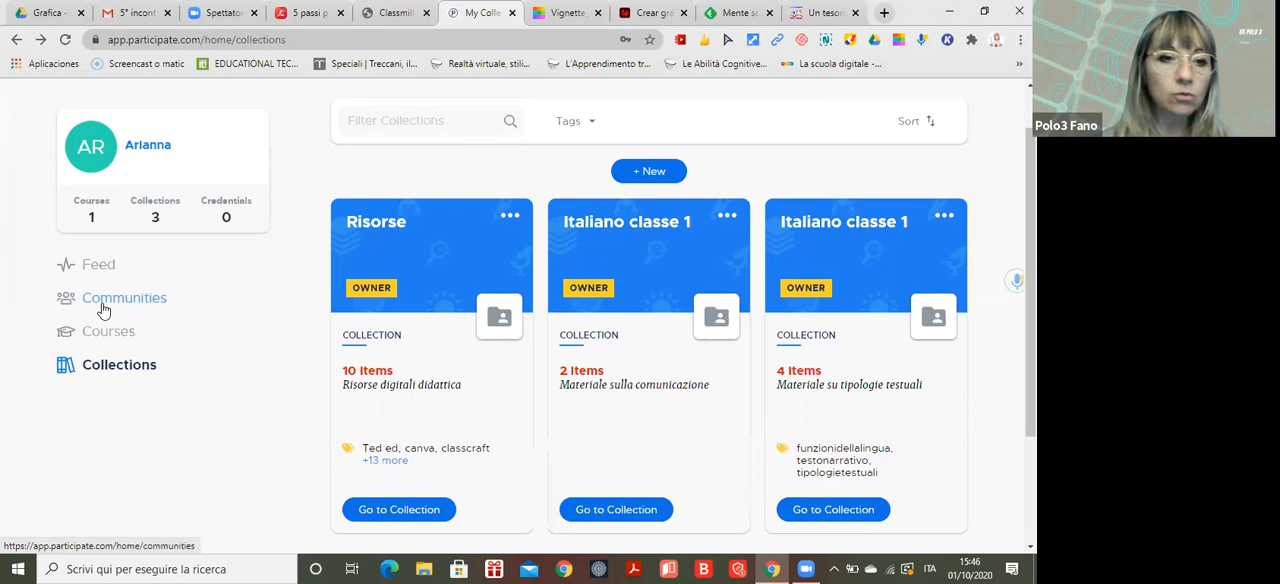 Grafica -
5° incont
Spettato
5 passi p
Classmill
My Colle
Vignette
Crear grá
Mente so
Un tesor
app.participate.com/home/collections
Aplicaciones
Screencast o matic
EDUCATIONAL TEC...
Speciali | Treccani, il...
Realtà virtuale, stili...
L'Apprendimento tr...
Le Abilità Cognitive...
La scuola digitale -...
»
AR
Arianna
Courses
Collections
Credentials
1
3
0
Feed
Communities
Courses
Collections
Filter Collections
Tags
Sort
+ New
Risorse
OWNER
COLLECTION
10 Items
Risorse digitali didattica
Ted ed, canva, classcraft
+13 more
Go to Collection
Italiano classe 1
OWNER
COLLECTION
2 Items
Materiale sulla comunicazione
Go to Collection
Italiano classe 1
OWNER
COLLECTION
4 Items
Materiale su tipologie testuali
funzionidellalingua,
testonarrativo,
tipologietestuali
Go to Collection
Polo3 Fano
https://app.participate.com/home/communities
Scrivi qui per eseguire la ricerca
ITA
15:46
01/10/2020